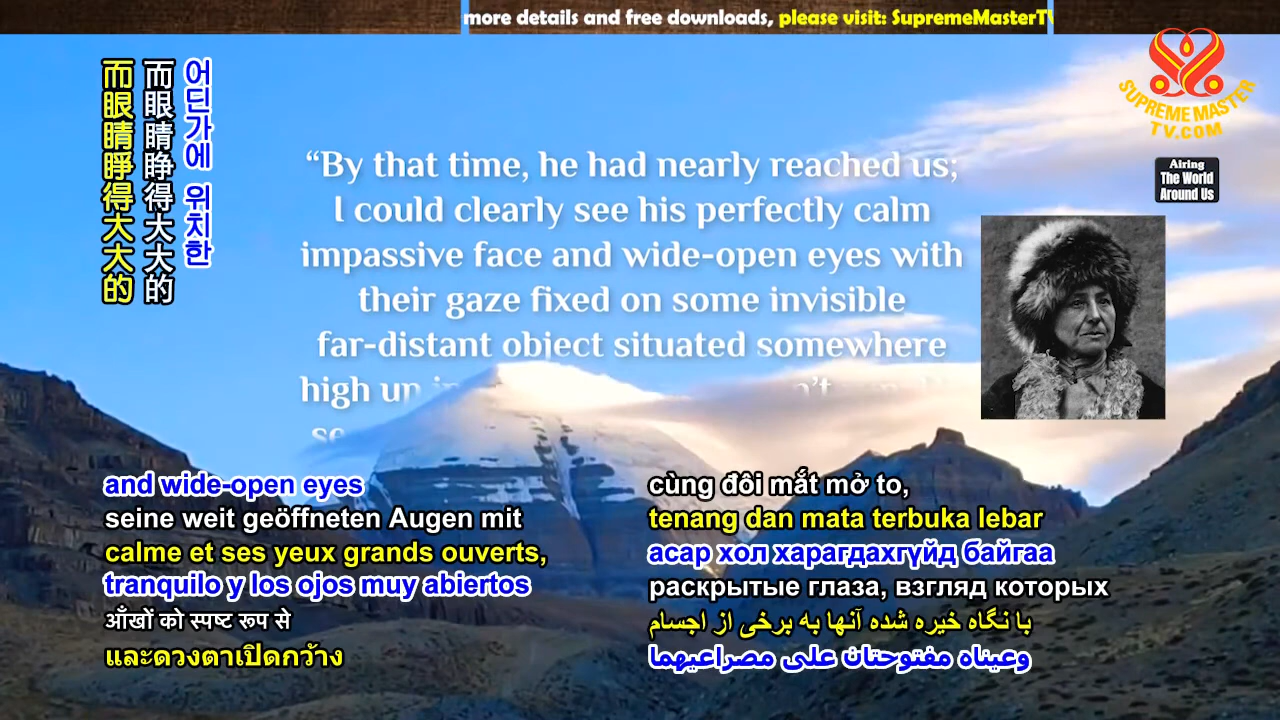 more details and free downloads, please visit: SupremeMasterTV
SUPREME MASTER
TV.COM
Airing
The World
Around Us
어딘가에 위치한
而眼睛睁得大大的
而眼睛睜得大大的
“By that time, he had nearly reached us;
I could clearly see his perfectly calm
impassive face and wide-open eyes with
their gaze fixed on some invisible
far-distant object situated somewhere
high up
and wide-open eyes
seine weit geöffneten Augen mit
calme et ses yeux grands ouverts,
tranquilo y los ojos muy abiertos
आँखों को स्पष्ट रूप से
และดวงตาเปิดกว้าง
cùng đôi mắt mở to,
tenang dan mata terbuka lebar
асар хол харагдахгүйд байгаа
раскрытые глаза, взгляд которых
با نگاه خیره شده آنها به برخی از اجسام
وعيناه مفتوحتان على مصراعيهما